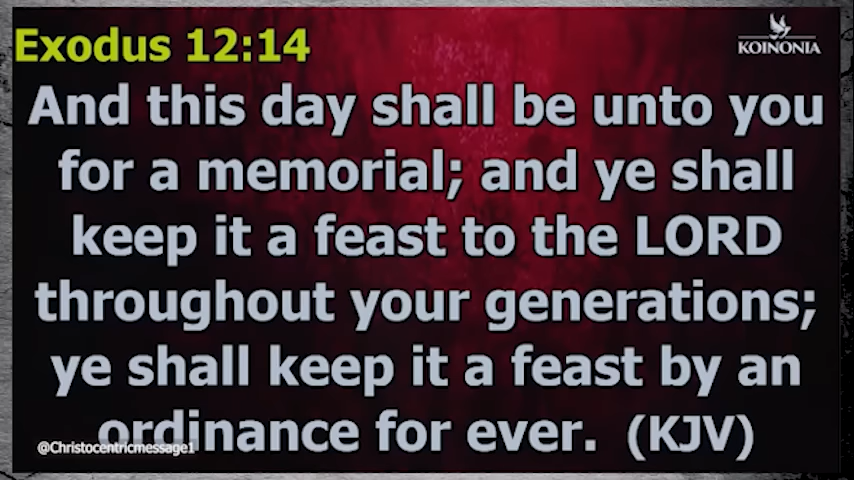 Exodus 12:14
KOINONIA
And this day shall be unto you
for a memorial; and ye shall
keep it a feast to the LORD
throughout your generations;
ye shall keep it a feast by an
ordinance for ever. (KJV)
@Christocentricmessage1